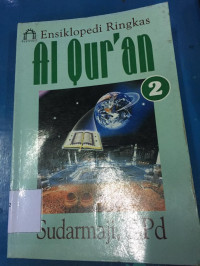 Ensiklopedi Ringkas
Al Qur'an
2
Sudarmaji, Pd